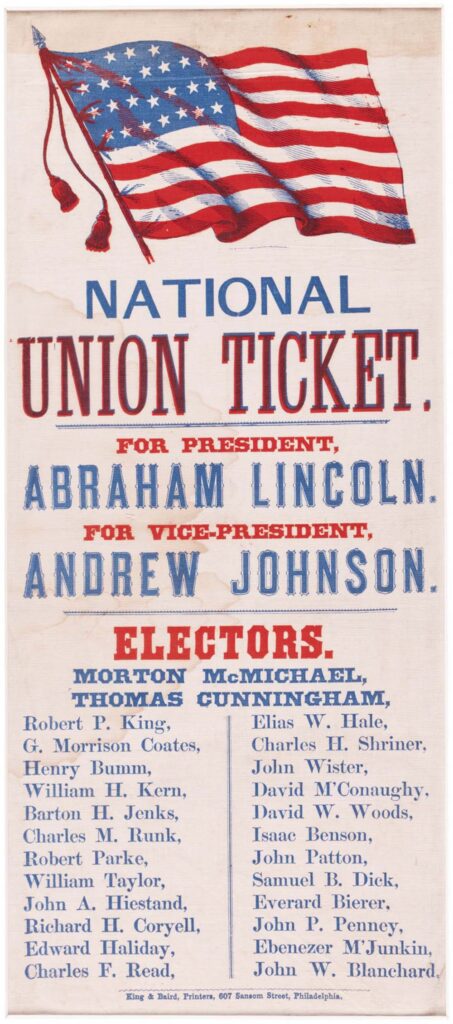 NATIONAL
UNION TICKET.
FOR PRESIDENT,
ABRAHAM LINCOLN.
FOR VICE-PRESIDENT,
ANDREW JOHNSON.
ELECTORS.
MORTON McMICHAEL,
THOMAS CUNNINGHAM,
Robert P. King,
G. Morrison Coates,
Henry Bumm,
William H. Kern,
Barton H. Jenks,
Charles M. Runk,
Robert Parke,
William Taylor,
John A. Hiestand,
Richard H. Coryell,
Edward Haliday,
Charles F. Read,
Elias W. Hale,
Charles H. Shriner,
John Wister,
David M'Conaughy,
David W. Woods,
Isaac Benson,
John Patton,
Samuel B. Dick,
Everard Bierer,
John P. Penney,
Ebenezer M'Junkin,
John W. Blanchard,
King & Baird, Printers, 607 Sansom Street, Philadelphia.